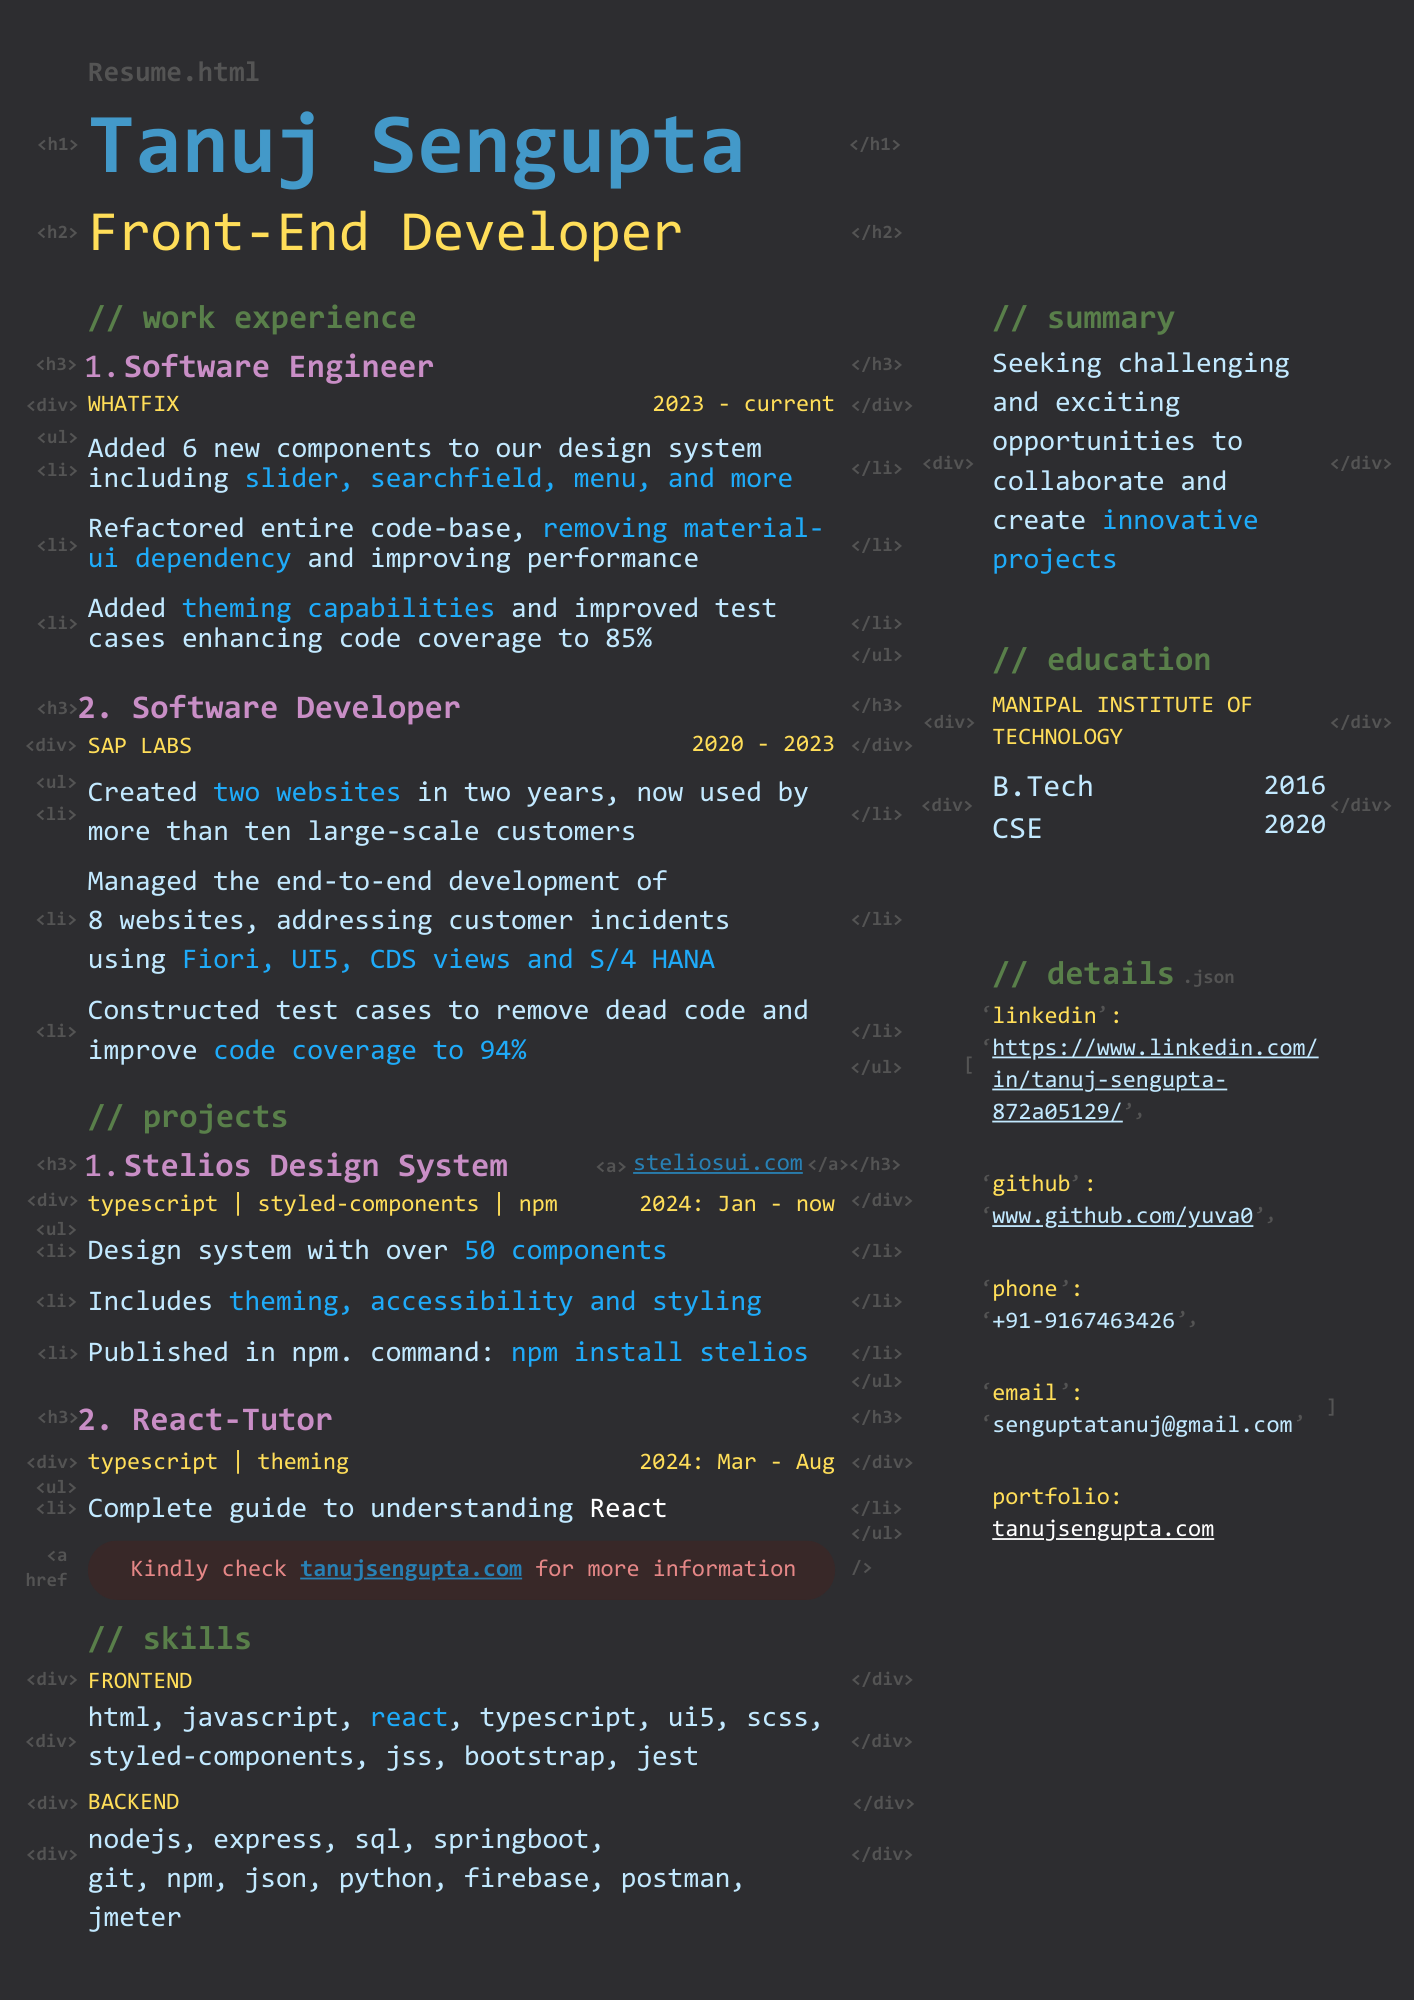 Resume.html
<h1> Tanuj Sengupta </h1>
<h2> Front-End Developer </h2>
// work experience
<h3> 1. Software Engineer </h3>
<div> WHATFIX 2023 - current </div>
<ul>
<li> Added 6 new components to our design system
including slider, searchfield, menu, and more </li>
<li> Refactored entire code-base, removing material-
ui dependency and improving performance </li>
<li> Added theming capabilities and improved test
cases enhancing code coverage to 85% </li>
</ul>
<h3> 2. Software Developer </h3>
<div> SAP LABS 2020 - 2023 </div>
<ul>
<li> Created two websites in two years, now used by
more than ten large-scale customers </li>
Managed the end-to-end development of
<li> 8 websites, addressing customer incidents </li>
using Fiori, UI5, CDS views and S/4 HANA
<li> Constructed test cases to remove dead code and
improve code coverage to 94% </li>
</ul>
// projects
<h3> 1. Stelios Design System <a> steliosui.com </a></h3>
<div> typescript | styled-components | npm 2024: Jan - now </div>
<ul>
<li> Design system with over 50 components </li>
<li> Includes theming, accessibility and styling </li>
<li> Published in npm. command: npm install stelios </li>
</ul>
<h3> 2. React-Tutor </h3>
<div> typescript | theming 2024: Mar - Aug </div>
<ul>
<li> Complete guide to understanding React </li>
</ul>
<a
href Kindly check tanujsengupta.com for more information />
// skills
<div> FRONTEND </div>
<div> html, javascript, react, typescript, ui5, scss,
styled-components, jss, bootstrap, jest </div>
<div> BACKEND </div>
<div> nodejs, express, sql, springboot, </div>
git, npm, json, python, firebase, postman,
jmeter
// summary
Seeking challenging
and exciting
opportunities to
<div> collaborate and </div>
create innovative
projects
// education
<div> MANIPAL INSTITUTE OF
TECHNOLOGY </div>
<div> B.Tech 2016 </div>
CSE 2020
// details .json
‘linkedin’:
[ ‘https://www.linkedin.com/
in/tanuj-sengupta-
872a05129/’,
‘github’:
‘www.github.com/yuva0’,
‘phone’:
‘+91-9167463426’,
‘email’:
‘senguptatanuj@gmail.com’ ]
portfolio:
tanujsengupta.com